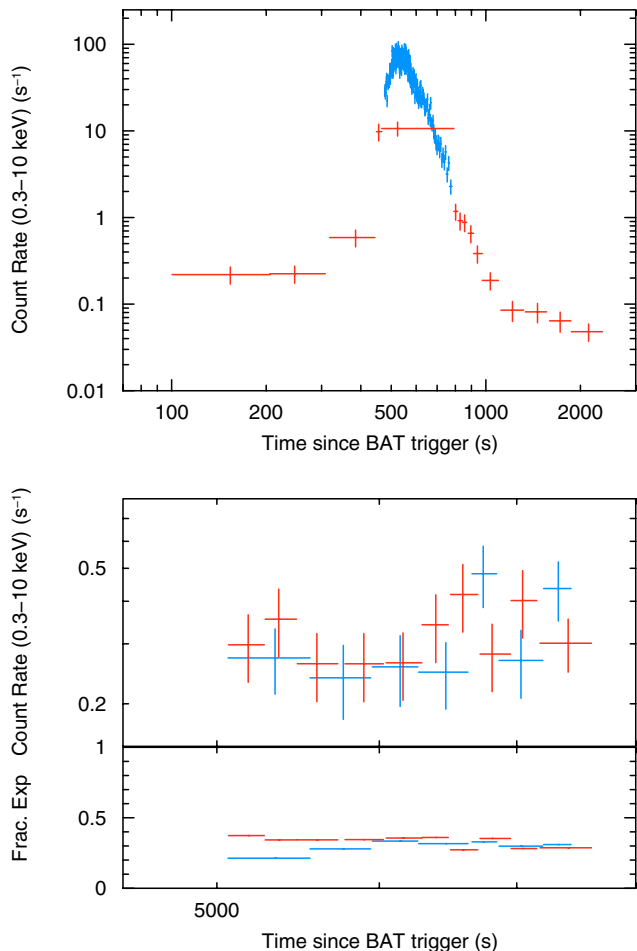 Count Rate (0.3–10 keV) (s⁻¹)
100
10
1
0.1
0.01
100 200 500 1000 2000
Time since BAT trigger (s)
Count Rate (0.3–10 keV) (s⁻¹)
0.5
0.2
Frac. Exp
1
0.5
0
5000
Time since BAT trigger (s)